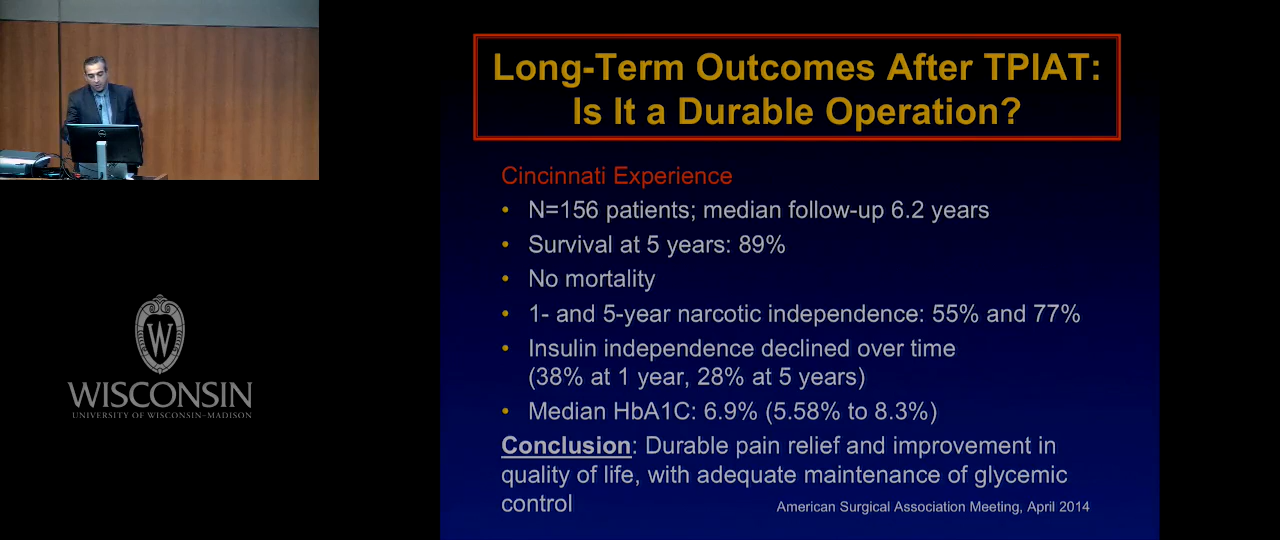 Long-Term Outcomes After TPIAT:
Is It a Durable Operation?
Cincinnati Experience
• N=156 patients; median follow-up 6.2 years
• Survival at 5 years: 89%
• No mortality
• 1- and 5-year narcotic independence: 55% and 77%
• Insulin independence declined over time
(38% at 1 year, 28% at 5 years)
• Median HbA1C: 6.9% (5.58% to 8.3%)
Conclusion: Durable pain relief and improvement in
quality of life, with adequate maintenance of glycemic
control
American Surgical Association Meeting, April 2014
W
WISCONSIN
UNIVERSITY OF WISCONSIN–MADISON